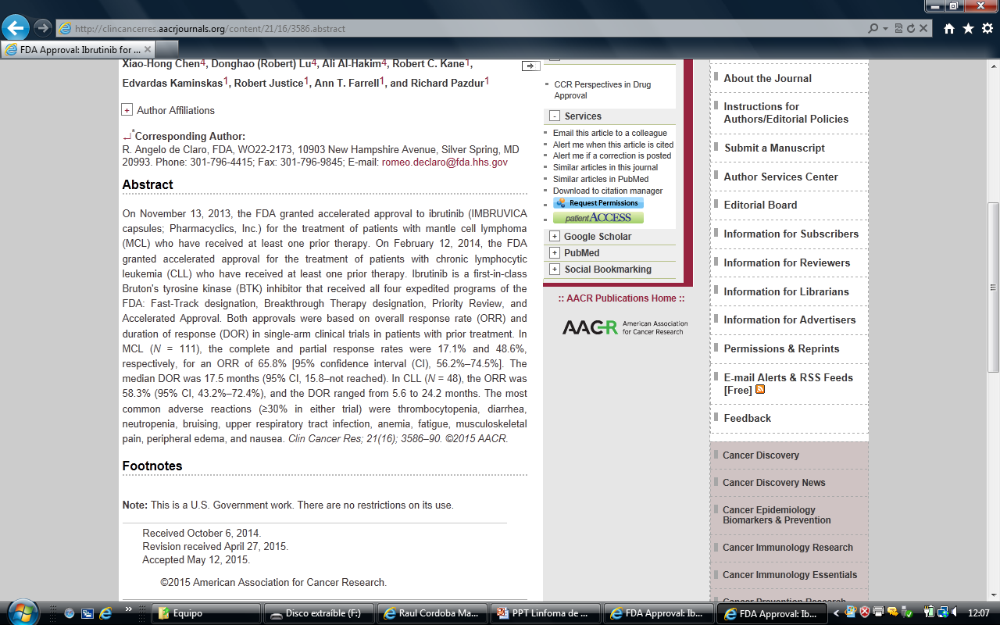 http://clincancerres.aacrjournals.org/content/21/16/3586.abstract
FDA Approval: Ibrutinib for ...
Xiao-Hong Chen4, Donghao (Robert) Lu4, Ali Al-Hakim4, Robert C. Kane1,
Edvardas Kaminskas1, Robert Justice1, Ann T. Farrell1, and Richard Pazdur1
+ Author Affiliations
*Corresponding Author:
R. Angelo de Claro, FDA, WO22-2173, 10903 New Hampshire Avenue, Silver Spring, MD
20993. Phone: 301-796-4415; Fax: 301-796-9845; E-mail: romeo.declaro@fda.hhs.gov
Abstract
On November 13, 2013, the FDA granted accelerated approval to ibrutinib (IMBRUVICA
capsules; Pharmacyclics, Inc.) for the treatment of patients with mantle cell lymphoma
(MCL) who have received at least one prior therapy. On February 12, 2014, the FDA
granted accelerated approval for the treatment of patients with chronic lymphocytic
leukemia (CLL) who have received at least one prior therapy. Ibrutinib is a first-in-class
Bruton's tyrosine kinase (BTK) inhibitor that received all four expedited programs of the
FDA: Fast-Track designation, Breakthrough Therapy designation, Priority Review, and
Accelerated Approval. Both approvals were based on overall response rate (ORR) and
duration of response (DOR) in single-arm clinical trials in patients with prior treatment. In
MCL (N = 111), the complete and partial response rates were 17.1% and 48.6%,
respectively, for an ORR of 65.8% [95% confidence interval (CI), 56.2%–74.5%]. The
median DOR was 17.5 months (95% CI, 15.8–not reached). In CLL (N = 48), the ORR was
58.3% (95% CI, 43.2%–72.4%), and the DOR ranged from 5.6 to 24.2 months. The most
common adverse reactions (≥30% in either trial) were thrombocytopenia, diarrhea,
neutropenia, bruising, upper respiratory tract infection, anemia, fatigue, musculoskeletal
pain, peripheral edema, and nausea. Clin Cancer Res; 21(16); 3586–90. ©2015 AACR.
Footnotes
Note: This is a U.S. Government work. There are no restrictions on its use.
Received October 6, 2014.
Revision received April 27, 2015.
Accepted May 12, 2015.
©2015 American Association for Cancer Research.
CCR Perspectives in Drug
Approval
- Services
Email this article to a colleague
Alert me when this article is cited
Alert me if a correction is posted
Similar articles in this journal
Similar articles in PubMed
Download to citation manager
Request Permissions
patientACCESS
+ Google Scholar
+ PubMed
+ Social Bookmarking
:: AACR Publications Home ::
AACR American Association
for Cancer Research
About the Journal
Instructions for
Authors/Editorial Policies
Submit a Manuscript
Author Services Center
Editorial Board
Information for Subscribers
Information for Reviewers
Information for Librarians
Information for Advertisers
Permissions & Reprints
E-mail Alerts & RSS Feeds
[Free]
Feedback
Cancer Discovery
Cancer Discovery News
Cancer Epidemiology
Biomarkers & Prevention
Cancer Immunology Research
Cancer Immunology Essentials
Cancer Prevention Research
Equipo
Disco extraíble (F:)
Raul Cordoba Ma...
PPT Linfoma de ...
FDA Approval: Ib...
FDA Approval: Ib...
12:07